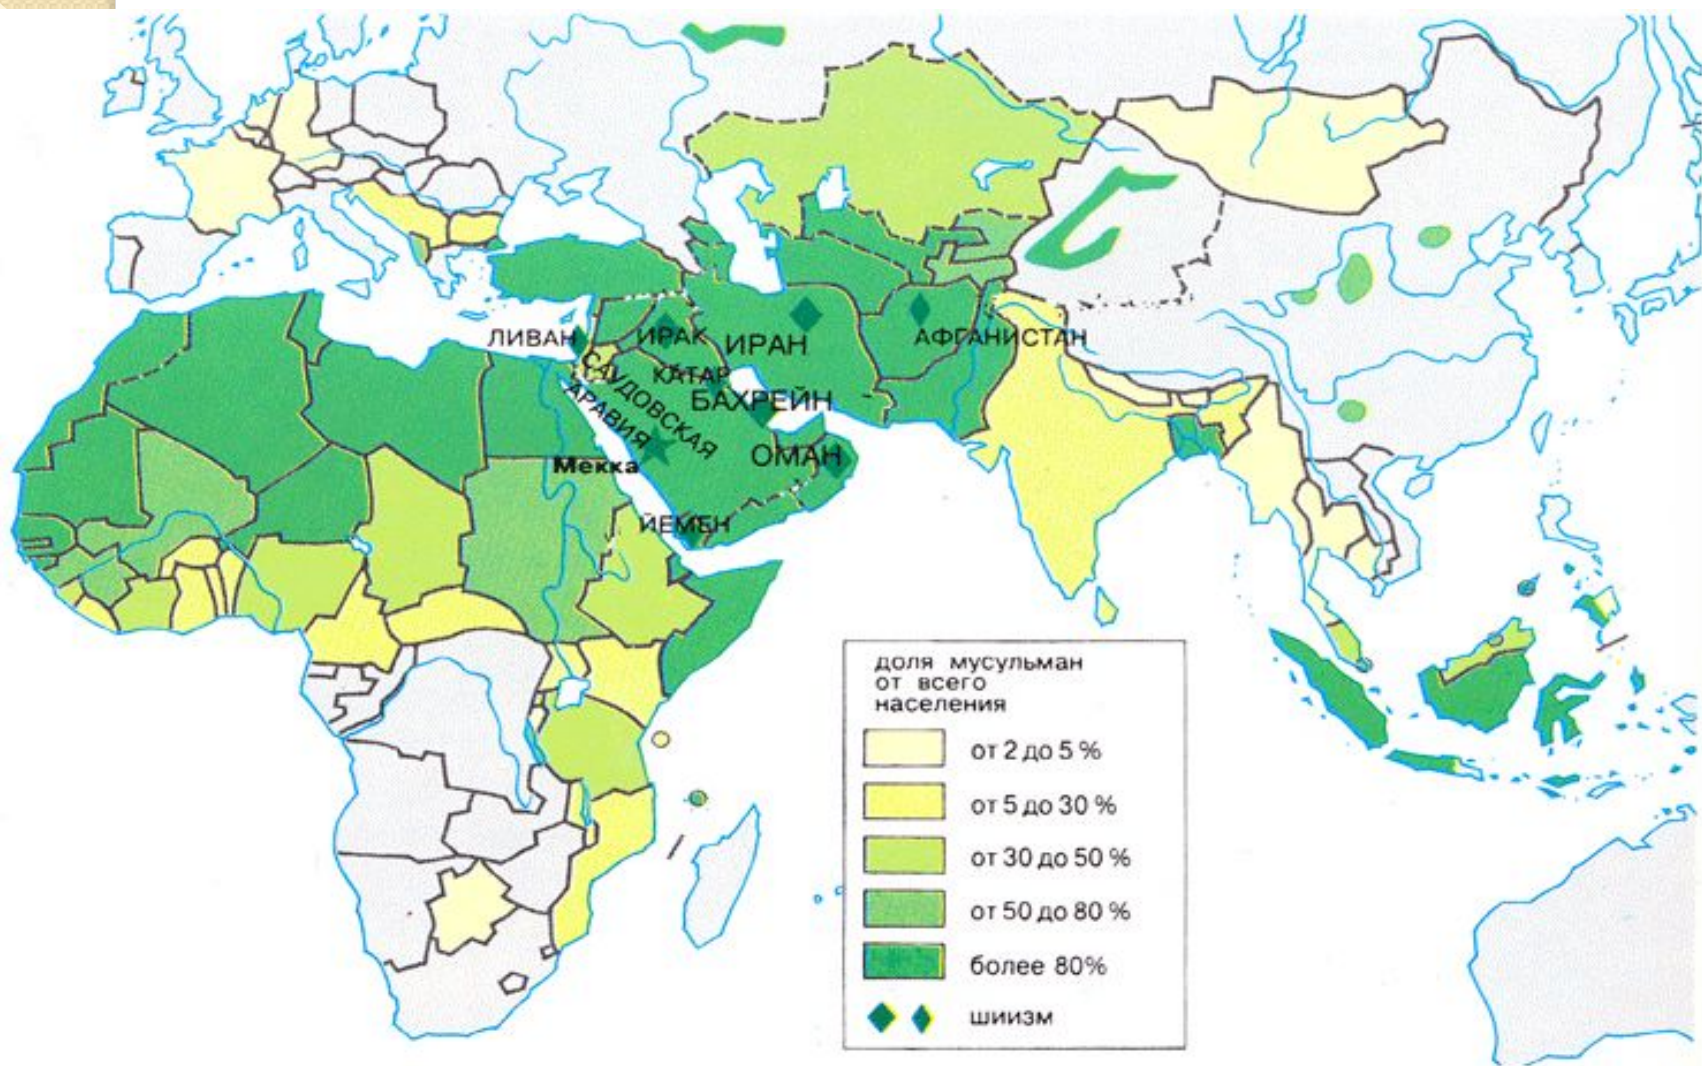 ЛИВАН
ИРАК
ИРАН
АФГАНИСТАН
КАТАР
САУДОВСКАЯ
АРАВИЯ
БАХРЕЙН
ОМАН
Мекка
ЙЕМЕН
доля мусульман
от всего
населения
от 2 до 5 %
от 5 до 30 %
от 30 до 50 %
от 50 до 80 %
более 80%
шиизм